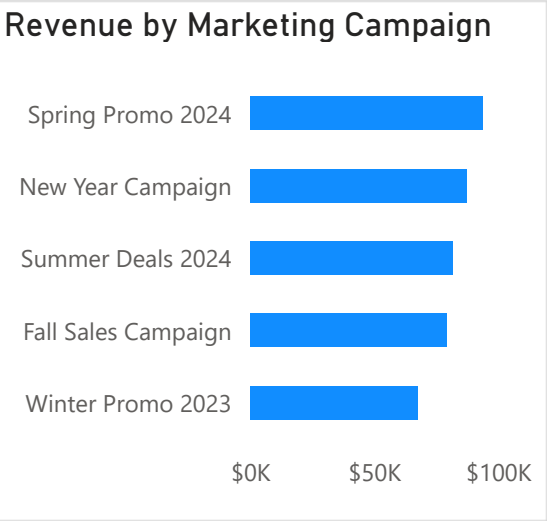 Revenue by Marketing Campaign
Spring Promo 2024
New Year Campaign
Summer Deals 2024
Fall Sales Campaign
Winter Promo 2023
$0K $50K $100K